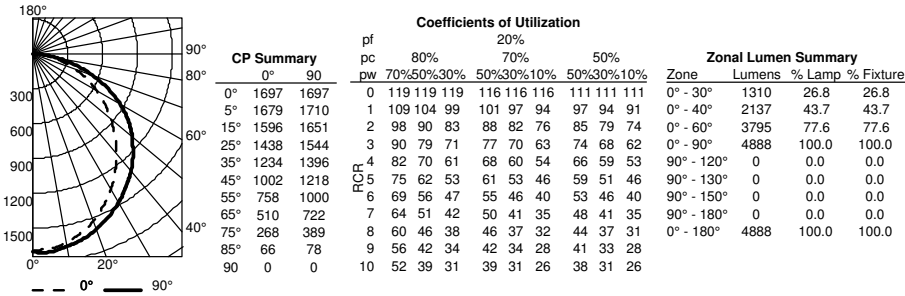 180°
90°
80°
60°
40°
300
600
900
1200
1500
0° 20°
0° 90°
CP Summary
0° 90
0° 1697 1697
5° 1679 1710
15° 1596 1651
25° 1438 1544
35° 1234 1396
45° 1002 1218
55° 758 1000
65° 510 722
75° 268 389
85° 66 78
90 0 0
Coefficients of Utilization
pf 20%
pc 80% 70% 50%
pw 70%50%30% 50%30%10% 50%30%10%
RCR
0 119 119 119 116 116 116 111 111 111
1 109 104 99 101 97 94 97 94 91
2 98 90 83 88 82 76 85 79 74
3 90 79 71 77 70 63 74 68 62
4 82 70 61 68 60 54 66 59 53
5 75 62 53 61 53 46 59 51 46
6 69 56 47 55 46 40 53 46 40
7 64 51 42 50 41 35 48 41 35
8 60 46 38 46 37 32 44 37 31
9 56 42 34 42 34 28 41 33 28
10 52 39 31 39 31 26 38 31 26
Zonal Lumen Summary
Zone Lumens % Lamp % Fixture
0° - 30° 1310 26.8 26.8
0° - 40° 2137 43.7 43.7
0° - 60° 3795 77.6 77.6
0° - 90° 4888 100.0 100.0
90° - 120° 0 0.0 0.0
90° - 130° 0 0.0 0.0
90° - 150° 0 0.0 0.0
90° - 180° 0 0.0 0.0
0° - 180° 4888 100.0 100.0